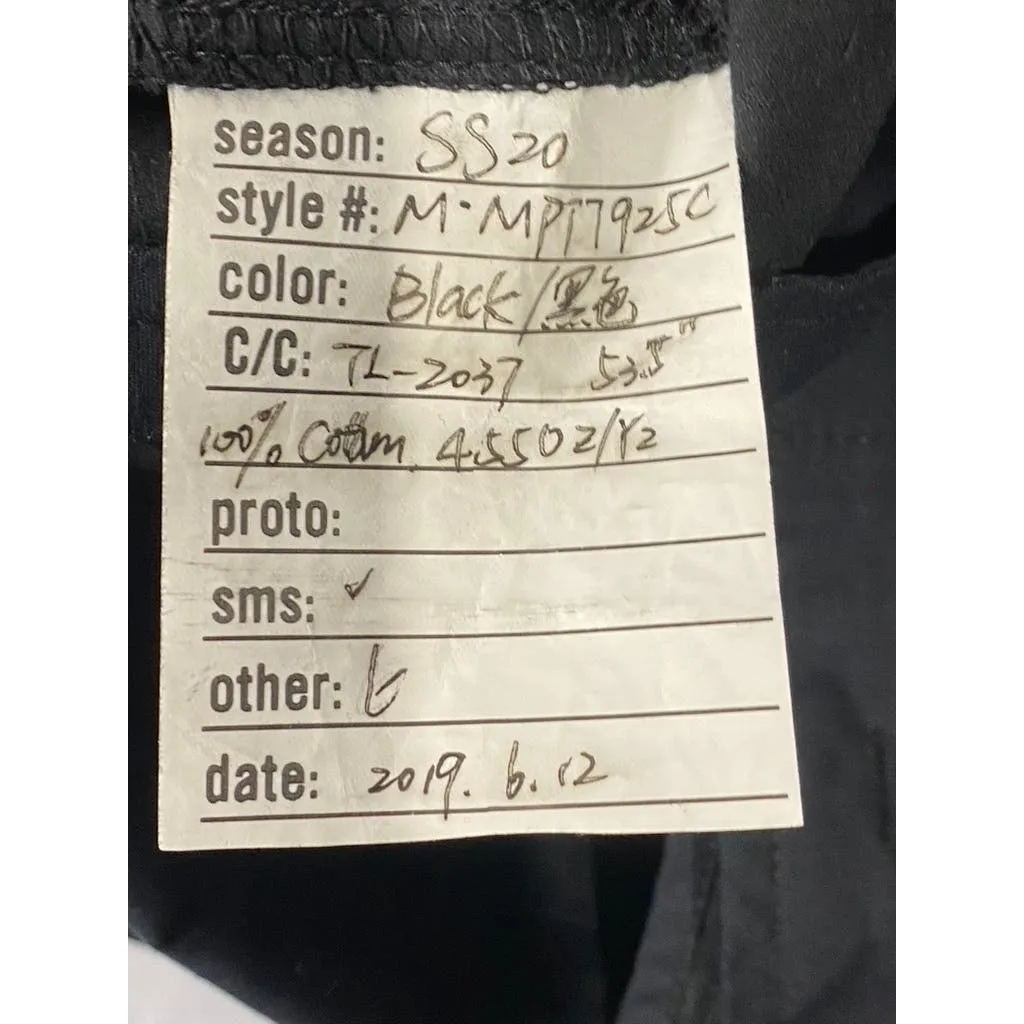 season: SS20
style #: M·MPT7925C
color: Black/黑色
C/C: TL-2037 53.5"
100% Cotton 4.55OZ/Y2
proto:
sms: ✓
other:
date: 2019. 6. 12